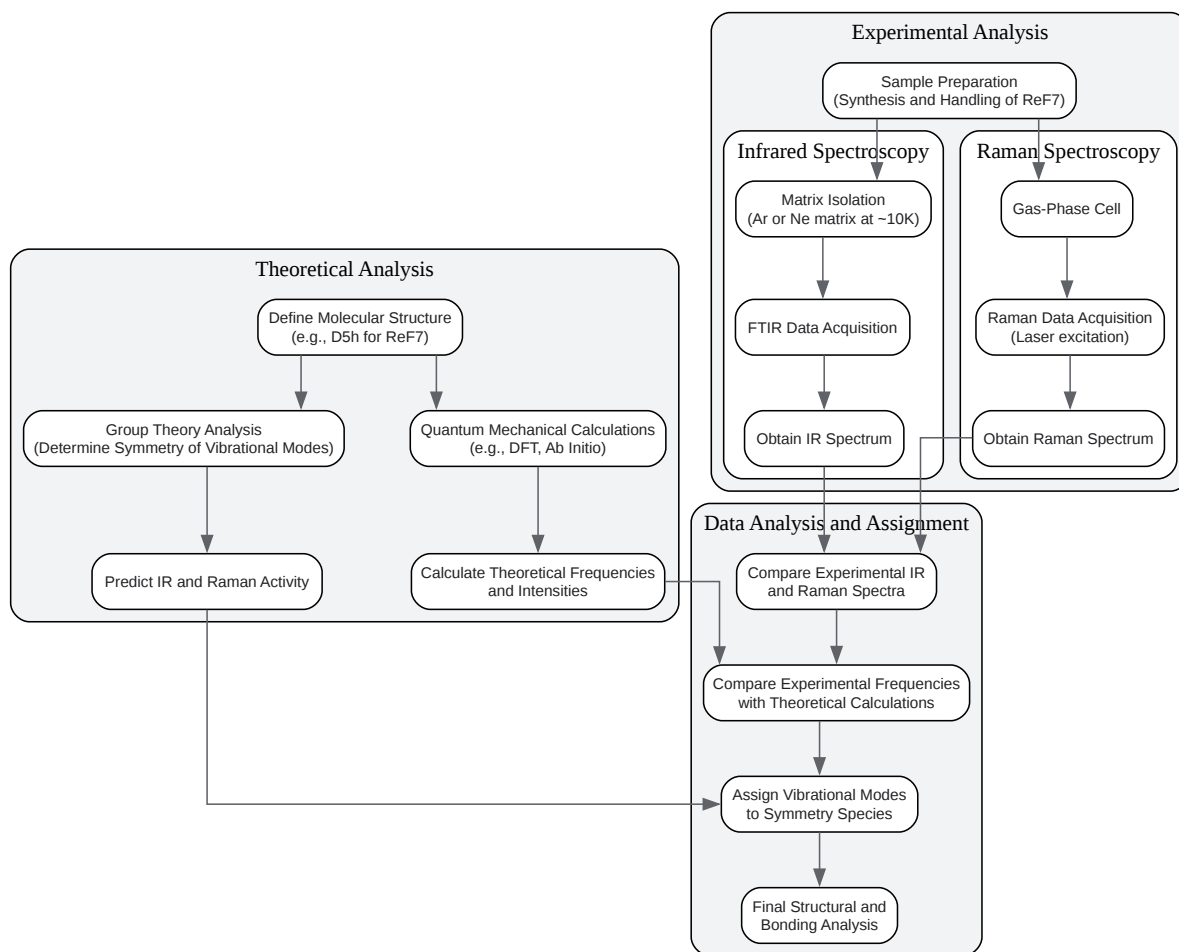 Experimental Analysis
Sample Preparation
(Synthesis and Handling of ReF7)
Infrared Spectroscopy
Raman Spectroscopy
Matrix Isolation
(Ar or Ne matrix at ~10K)
Gas-Phase Cell
FTIR Data Acquisition
Raman Data Acquisition
(Laser excitation)
Obtain IR Spectrum
Obtain Raman Spectrum
Theoretical Analysis
Define Molecular Structure
(e.g., D5h for ReF7)
Group Theory Analysis
(Determine Symmetry of Vibrational Modes)
Quantum Mechanical Calculations
(e.g., DFT, Ab Initio)
Predict IR and Raman Activity
Calculate Theoretical Frequencies
and Intensities
Data Analysis and Assignment
Compare Experimental IR
and Raman Spectra
Compare Experimental Frequencies
with Theoretical Calculations
Assign Vibrational Modes
to Symmetry Species
Final Structural and
Bonding Analysis